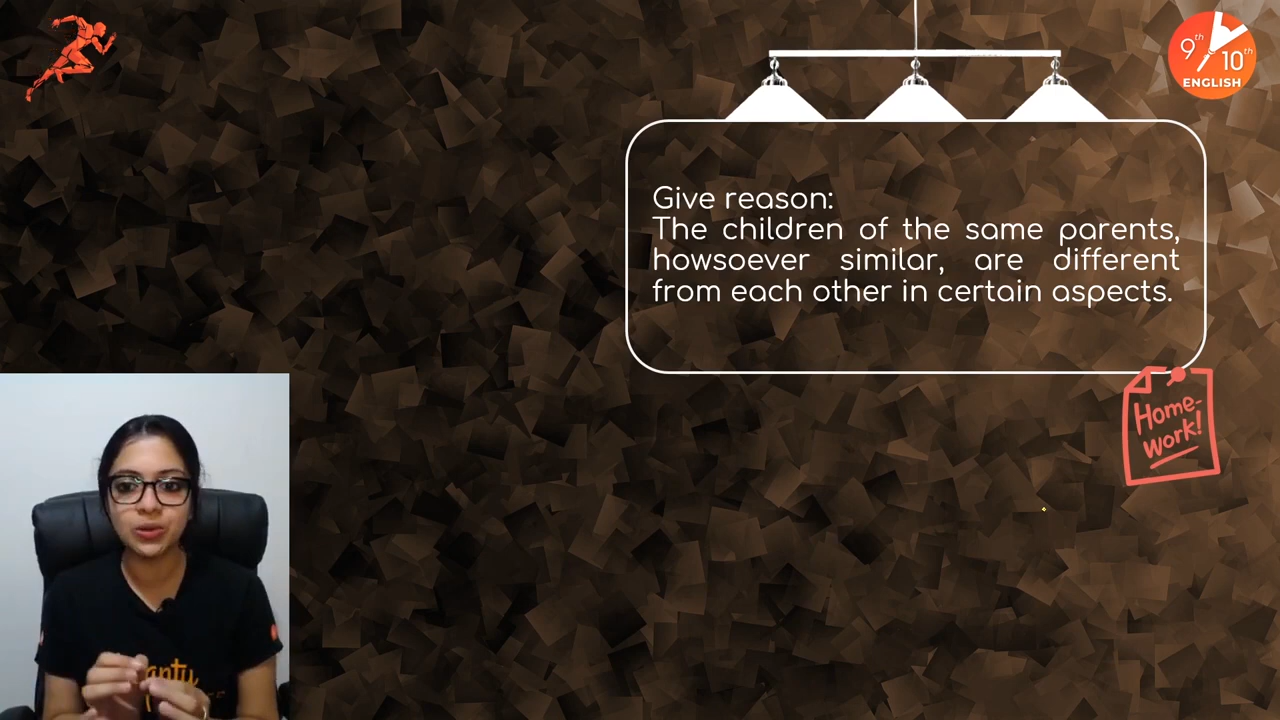 9th
10th
ENGLISH
Give reason:
The children of the same parents,
howsoever similar, are different
from each other in certain aspects.
Home-
work!